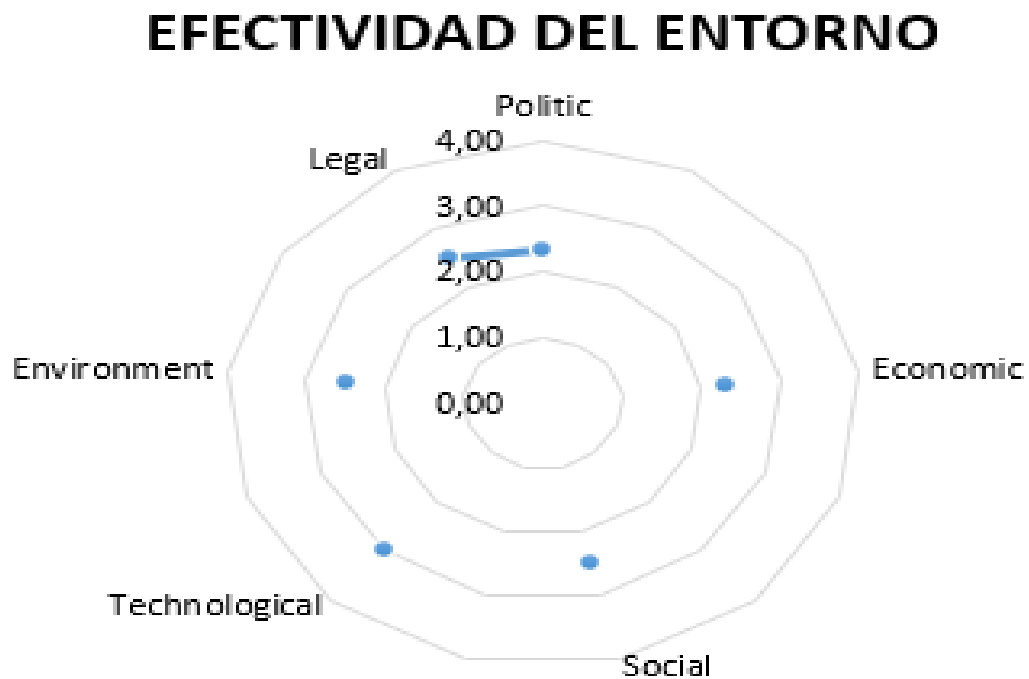 EFECTIVIDAD DEL ENTORNO
Politic
4,00
Legal
3,00
2,00
1,00
Environment
Economic
0,00
Technological
Social